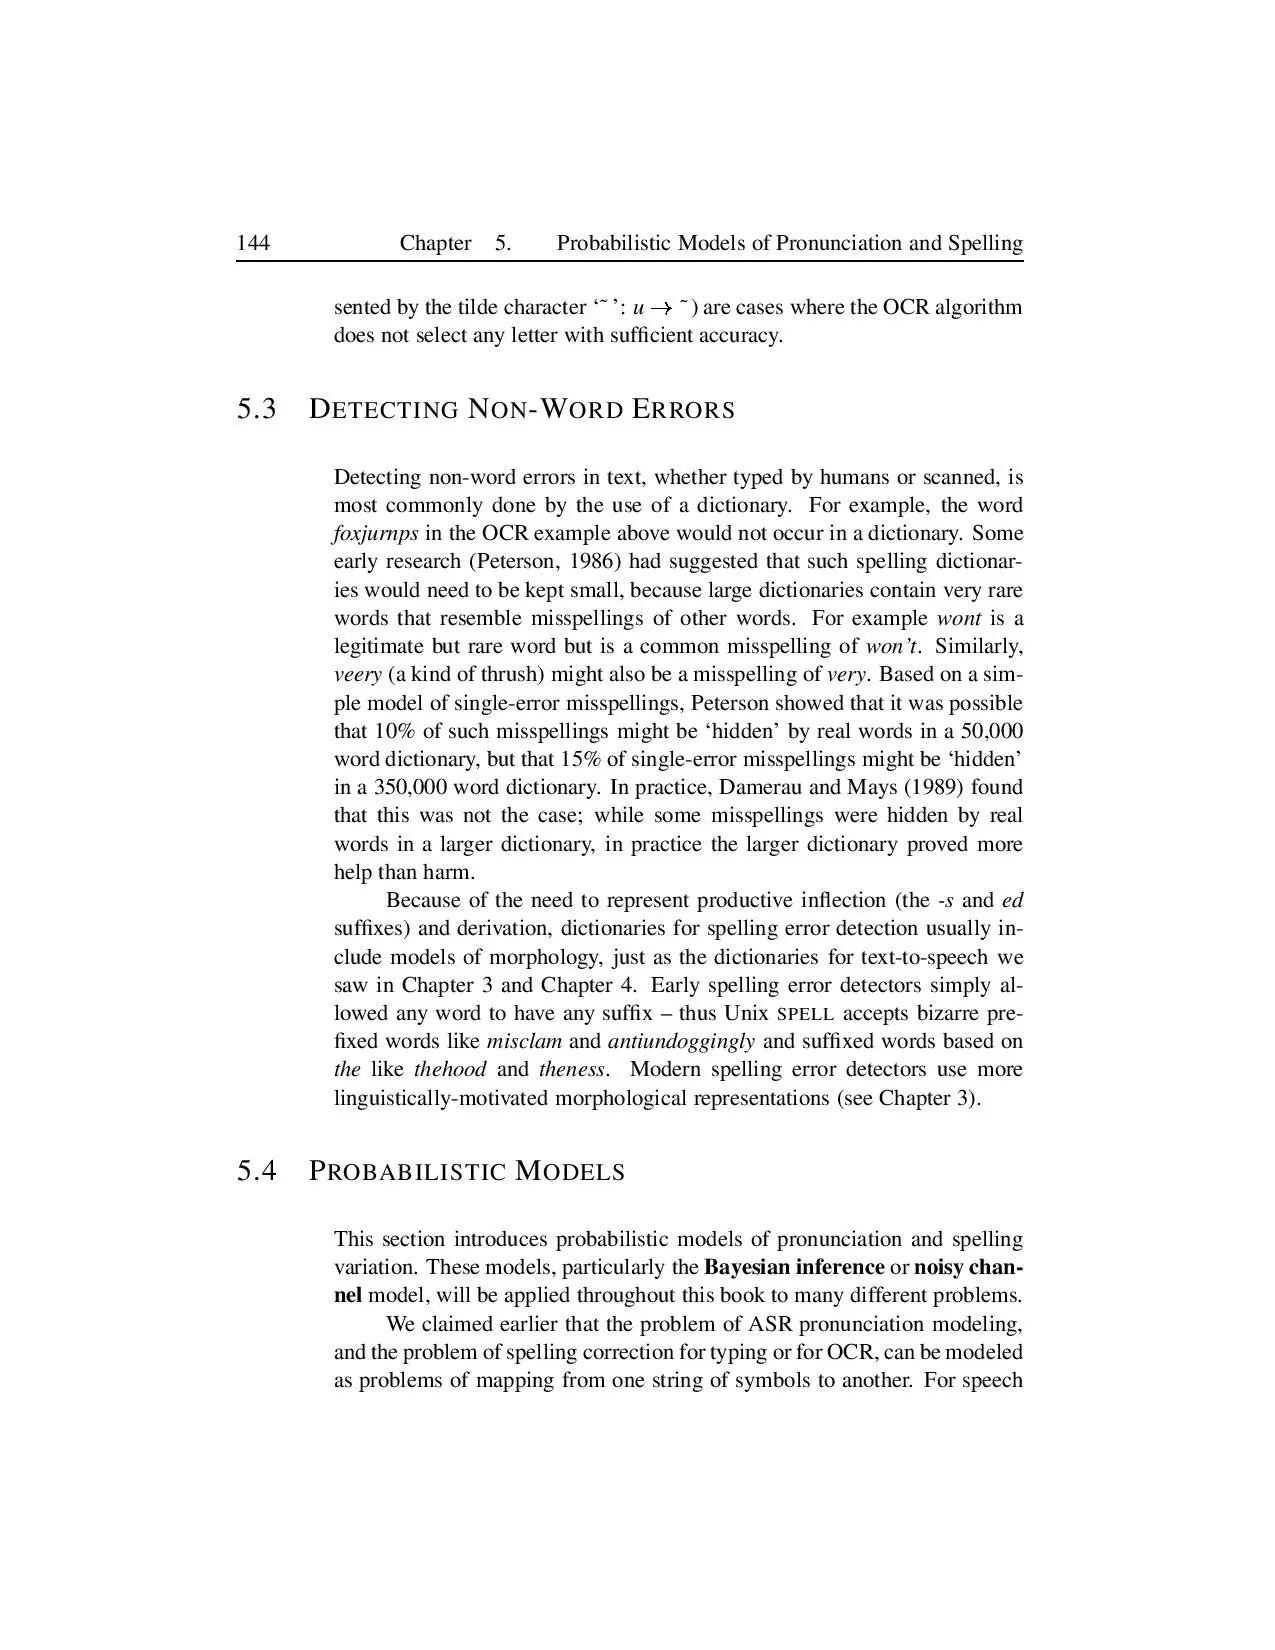 144 Chapter 5. Probabilistic Models of Pronunciation and Spelling
sented by the tilde character ‘˜’: u → ˜) are cases where the OCR algorithm
does not select any letter with sufficient accuracy.
5.3 DETECTING NON-WORD ERRORS
Detecting non-word errors in text, whether typed by humans or scanned, is
most commonly done by the use of a dictionary. For example, the word
foxjurnps in the OCR example above would not occur in a dictionary. Some
early research (Peterson, 1986) had suggested that such spelling dictionar-
ies would need to be kept small, because large dictionaries contain very rare
words that resemble misspellings of other words. For example wont is a
legitimate but rare word but is a common misspelling of won’t. Similarly,
veery (a kind of thrush) might also be a misspelling of very. Based on a sim-
ple model of single-error misspellings, Peterson showed that it was possible
that 10% of such misspellings might be ‘hidden’ by real words in a 50,000
word dictionary, but that 15% of single-error misspellings might be ‘hidden’
in a 350,000 word dictionary. In practice, Damerau and Mays (1989) found
that this was not the case; while some misspellings were hidden by real
words in a larger dictionary, in practice the larger dictionary proved more
help than harm.
Because of the need to represent productive inflection (the -s and ed
suffixes) and derivation, dictionaries for spelling error detection usually in-
clude models of morphology, just as the dictionaries for text-to-speech we
saw in Chapter 3 and Chapter 4. Early spelling error detectors simply al-
lowed any word to have any suffix – thus Unix SPELL accepts bizarre pre-
fixed words like misclam and antiundoggingly and suffixed words based on
the like thehood and theness. Modern spelling error detectors use more
linguistically-motivated morphological representations (see Chapter 3).
5.4 PROBABILISTIC MODELS
This section introduces probabilistic models of pronunciation and spelling
variation. These models, particularly the Bayesian inference or noisy chan-
nel model, will be applied throughout this book to many different problems.
We claimed earlier that the problem of ASR pronunciation modeling,
and the problem of spelling correction for typing or for OCR, can be modeled
as problems of mapping from one string of symbols to another. For speech